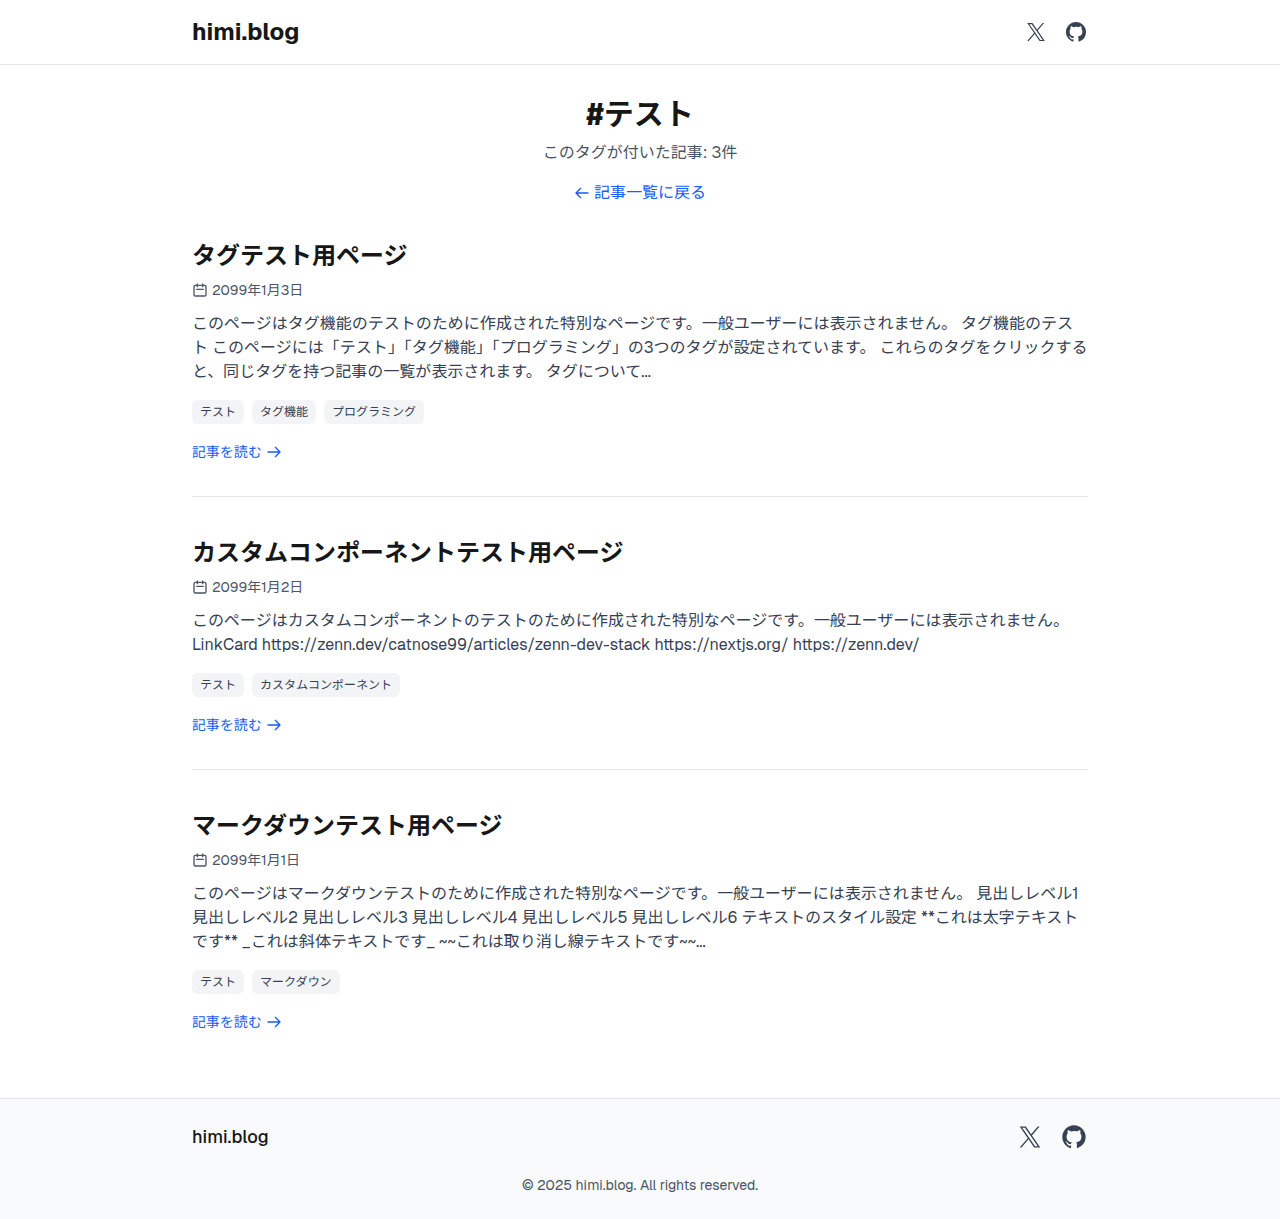 himi.blog
#テスト
このタグが付いた記事: 3件
← 記事一覧に戻る
タグテスト用ページ
2099年1月3日
このページはタグ機能のテストのために作成された特別なページです。一般ユーザーには表示されません。 タグ機能のテス
ト このページには「テスト」「タグ機能」「プログラミング」の3つのタグが設定されています。 これらのタグをクリックする
と、同じタグを持つ記事の一覧が表示されます。 タグについて...
テスト タグ機能 プログラミング
記事を読む →
カスタムコンポーネントテスト用ページ
2099年1月2日
このページはカスタムコンポーネントのテストのために作成された特別なページです。一般ユーザーには表示されません。
LinkCard https://zenn.dev/catnose99/articles/zenn-dev-stack https://nextjs.org/ https://zenn.dev/
テスト カスタムコンポーネント
記事を読む →
マークダウンテスト用ページ
2099年1月1日
このページはマークダウンテストのために作成された特別なページです。一般ユーザーには表示されません。 見出しレベル1
見出しレベル2 見出しレベル3 見出しレベル4 見出しレベル5 見出しレベル6 テキストのスタイル設定 **これは太字テキスト
です** _これは斜体テキストです_ ~~これは取り消し線テキストです~~...
テスト マークダウン
記事を読む →
himi.blog
© 2025 himi.blog. All rights reserved.